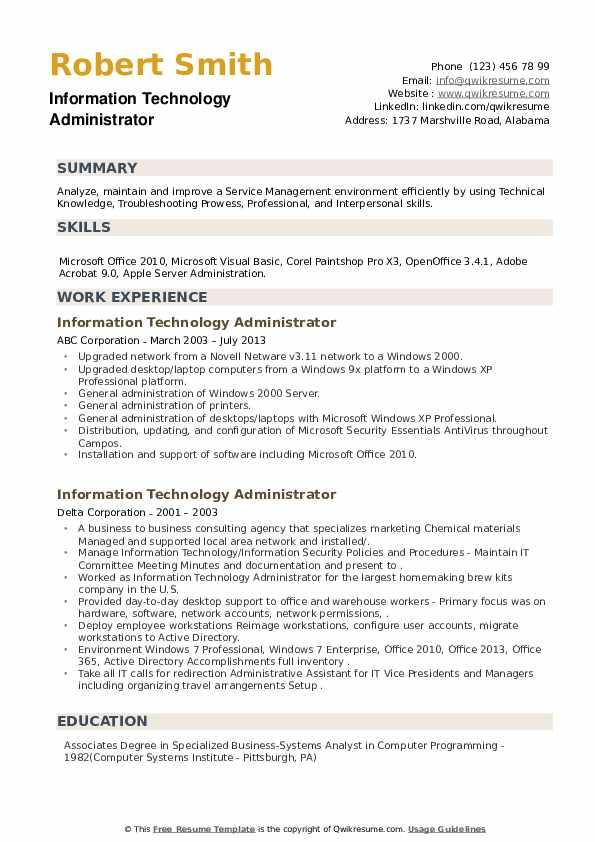 Robert Smith
Information Technology
Administrator
Phone (123) 456 78 99
Email: info@qwikresume.com
Website : www.qwikresume.com
LinkedIn: linkedin.com/qwikresume
Address: 1737 Marshville Road, Alabama
SUMMARY
Analyze, maintain and improve a Service Management environment efficiently by using Technical
Knowledge, Troubleshooting Prowess, Professional, and Interpersonal skills.
SKILLS
Microsoft Office 2010, Microsoft Visual Basic, Corel Paintshop Pro X3, OpenOffice 3.4.1, Adobe
Acrobat 9.0, Apple Server Administration.
WORK EXPERIENCE
Information Technology Administrator
ABC Corporation - March 2003 – July 2013
• Upgraded network from a Novell Netware v3.11 network to a Windows 2000.
• Upgraded desktop/laptop computers from a Windows 9x platform to a Windows XP
Professional platform.
• General administration of Windows 2000 Server.
• General administration of printers.
• General administration of desktops/laptops with Microsoft Windows XP Professional.
• Distribution, updating, and configuration of Microsoft Security Essentials AntiVirus throughout
Campos.
• Installation and support of software including Microsoft Office 2010.
Information Technology Administrator
Delta Corporation - 2001 – 2003
• A business to business consulting agency that specializes marketing Chemical materials
Managed and supported local area network and installed/.
• Manage Information Technology/Information Security Policies and Procedures - Maintain IT
Committee Meeting Minutes and documentation and present to .
• Worked as Information Technology Administrator for the largest homemaking brew kits
company in the U.S.
• Provided day-to-day desktop support to office and warehouse workers - Primary focus was on
hardware, software, network accounts, network permissions, .
• Deploy employee workstations Reimage workstations, configure user accounts, migrate
workstations to Active Directory.
• Environment Windows 7 Professional, Windows 7 Enterprise, Office 2010, Office 2013, Office
365, Active Directory Accomplishments full inventory .
• Take all IT calls for redirection Administrative Assistant for IT Vice Presidents and Managers
including organizing travel arrangements Setup .
EDUCATION
Associates Degree in Specialized Business-Systems Analyst in Computer Programming -
1982(Computer Systems Institute - Pittsburgh, PA)
© This Free Resume Template is the copyright of Qwikresume.com. Usage Guidelines